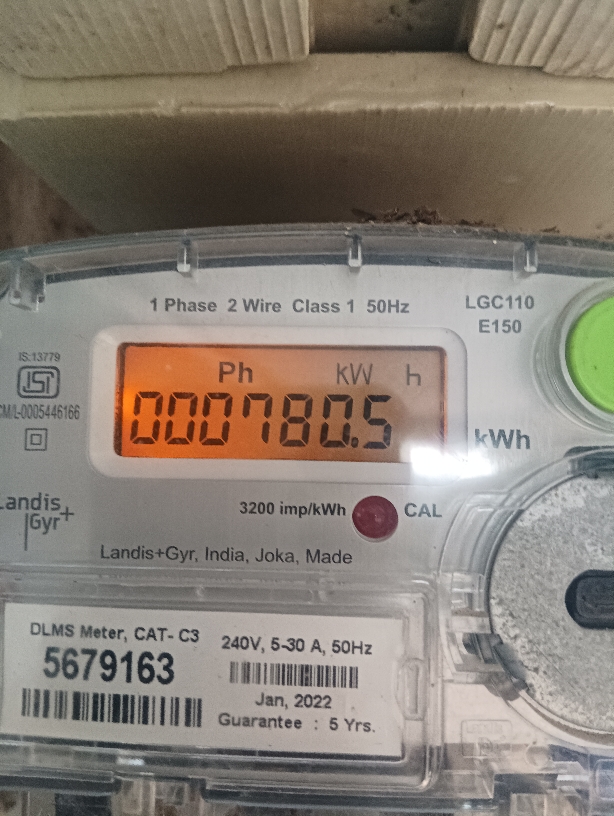 1 Phase 2 Wire Class 1 50Hz
LGC110
E150
IS:13779
ISI
CM/L-0005446166
Ph kW h
000780.5
kWh
3200 imp/kWh
CAL
Landis+
Gyr
Landis+Gyr, India, Joka, Made
DLMS Meter, CAT- C3
5679163
240V, 5-30 A, 50Hz
Jan, 2022
Guarantee : 5 Yrs.